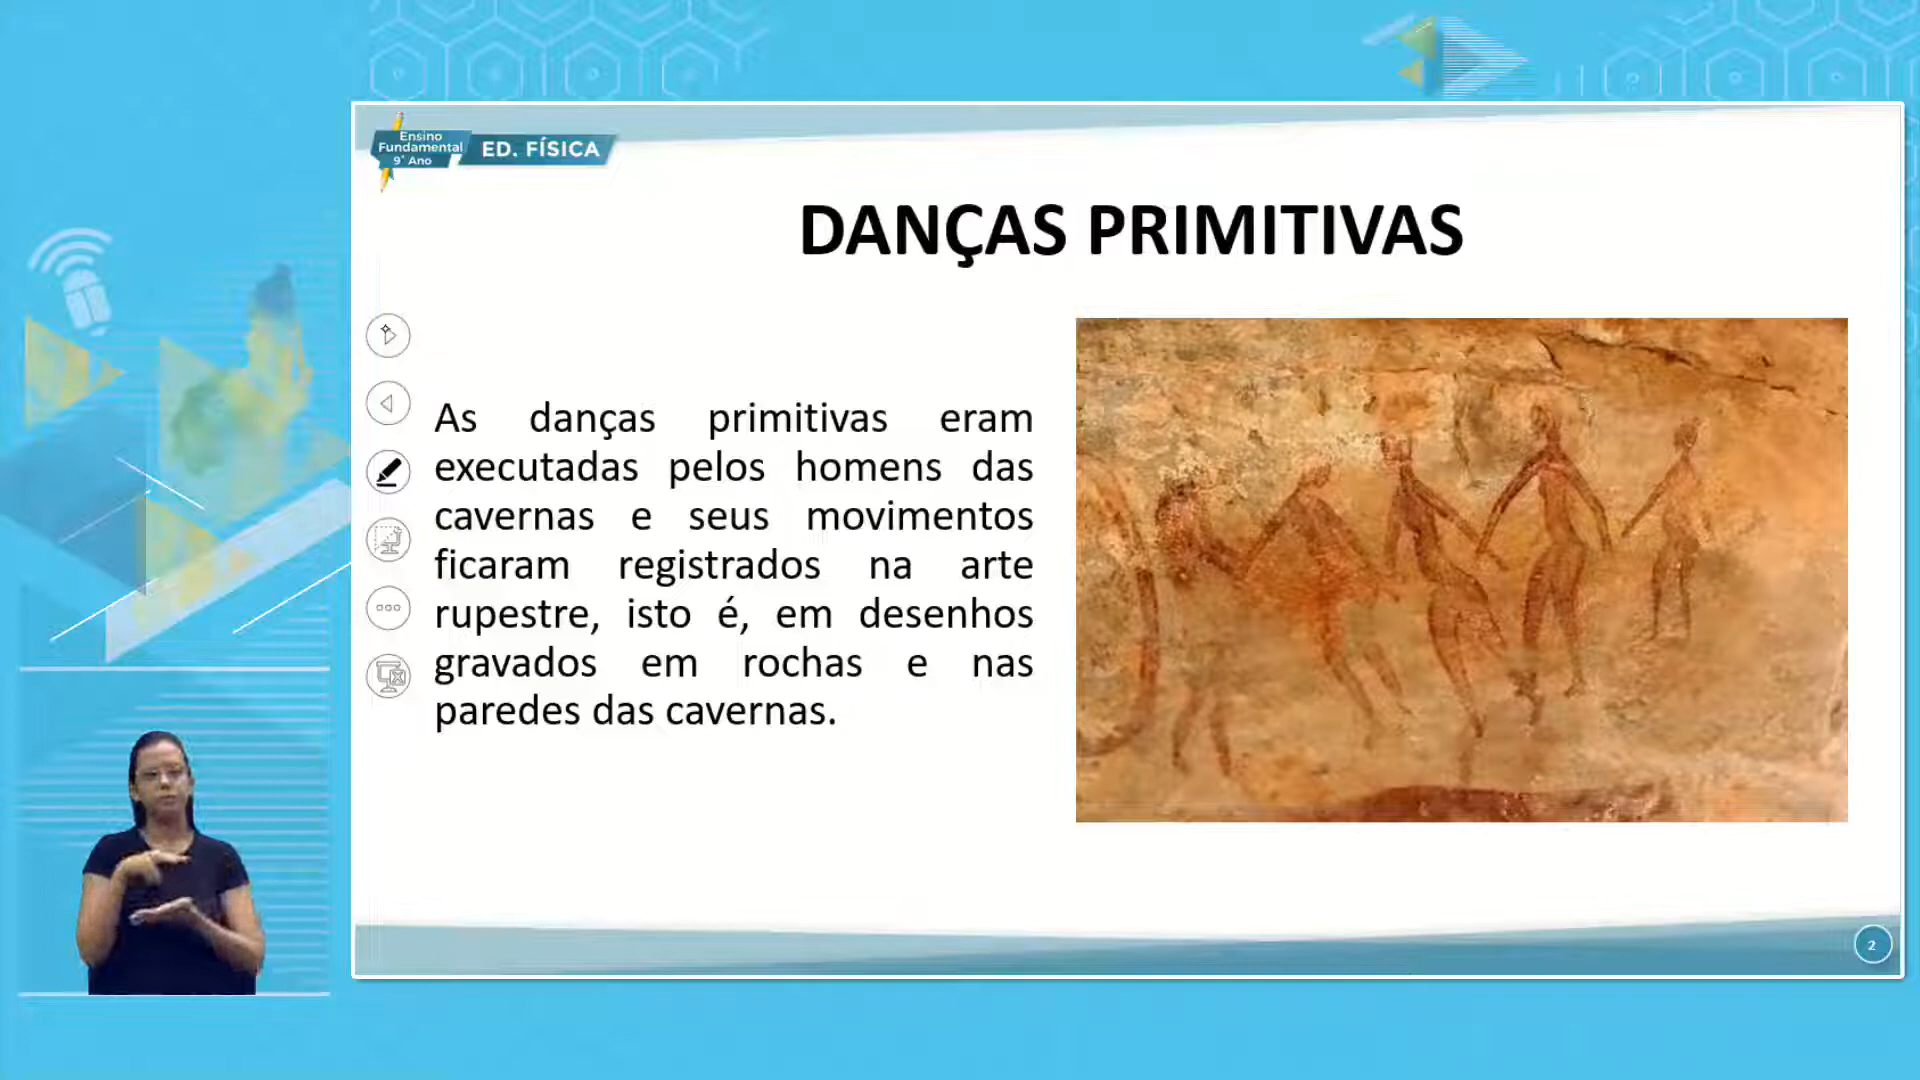 Ensino
Fundamental
9° Ano
ED. FÍSICA
DANÇAS PRIMITIVAS
As danças primitivas eram
executadas pelos homens das
cavernas e seus movimentos
ficaram registrados na arte
rupestre, isto é, em desenhos
gravados em rochas e nas
paredes das cavernas.
2